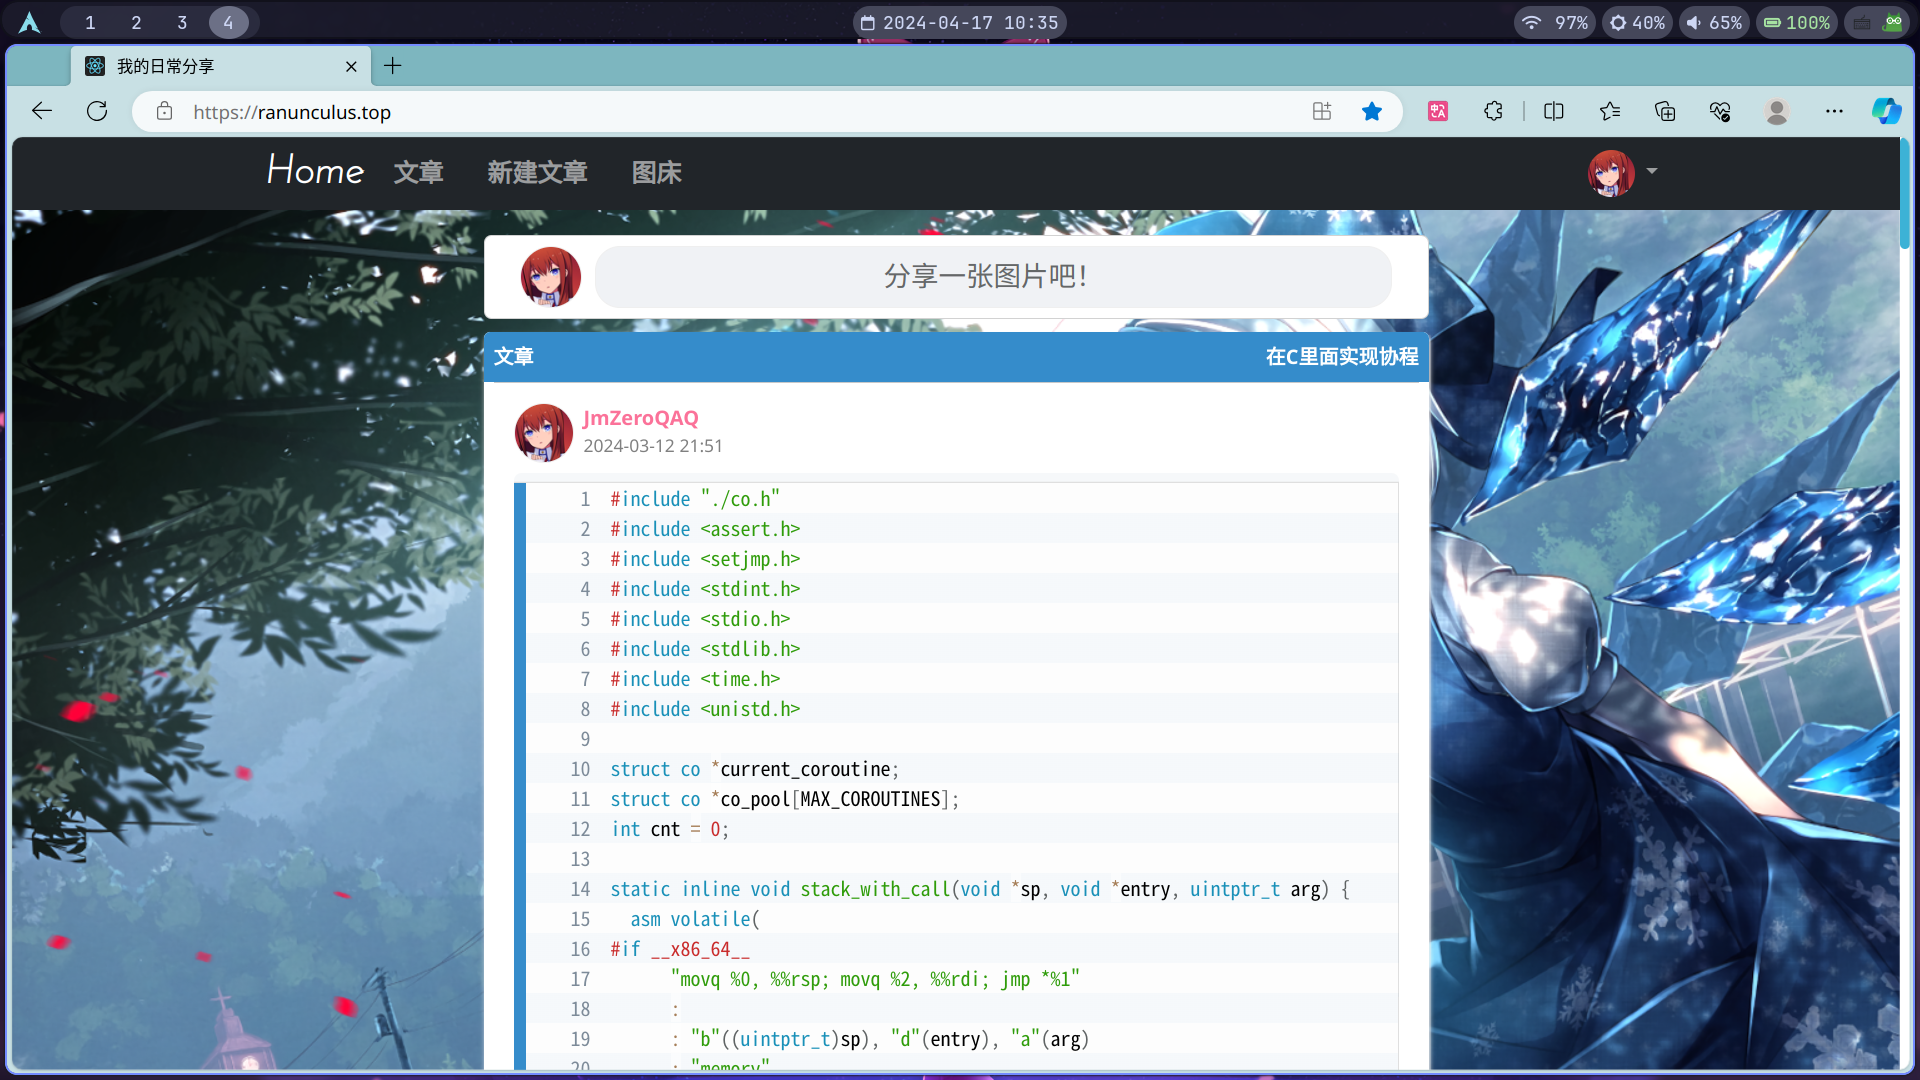 1 2 3 4 2024-04-17 10:35 97% 40% 65% 100%
我的日常分享
https://ranunculus.top
Home 文章 新建文章 图床
分享一张图片吧!
文章 在C里面实现协程
JmZeroQAQ
2024-03-12 21:51
1 #include "./co.h"
2 #include <assert.h>
3 #include <setjmp.h>
4 #include <stdint.h>
5 #include <stdio.h>
6 #include <stdlib.h>
7 #include <time.h>
8 #include <unistd.h>
9
10 struct co *current_coroutine;
11 struct co *co_pool[MAX_COROUTINES];
12 int cnt = 0;
13
14 static inline void stack_with_call(void *sp, void *entry, uintptr_t arg) {
15   asm volatile(
16 #if __x86_64__
17       "movq %0, %%rsp; movq %2, %%rdi; jmp *%1"
18       :
19       : "b"((uintptr_t)sp), "d"(entry), "a"(arg)
20       : "memory"